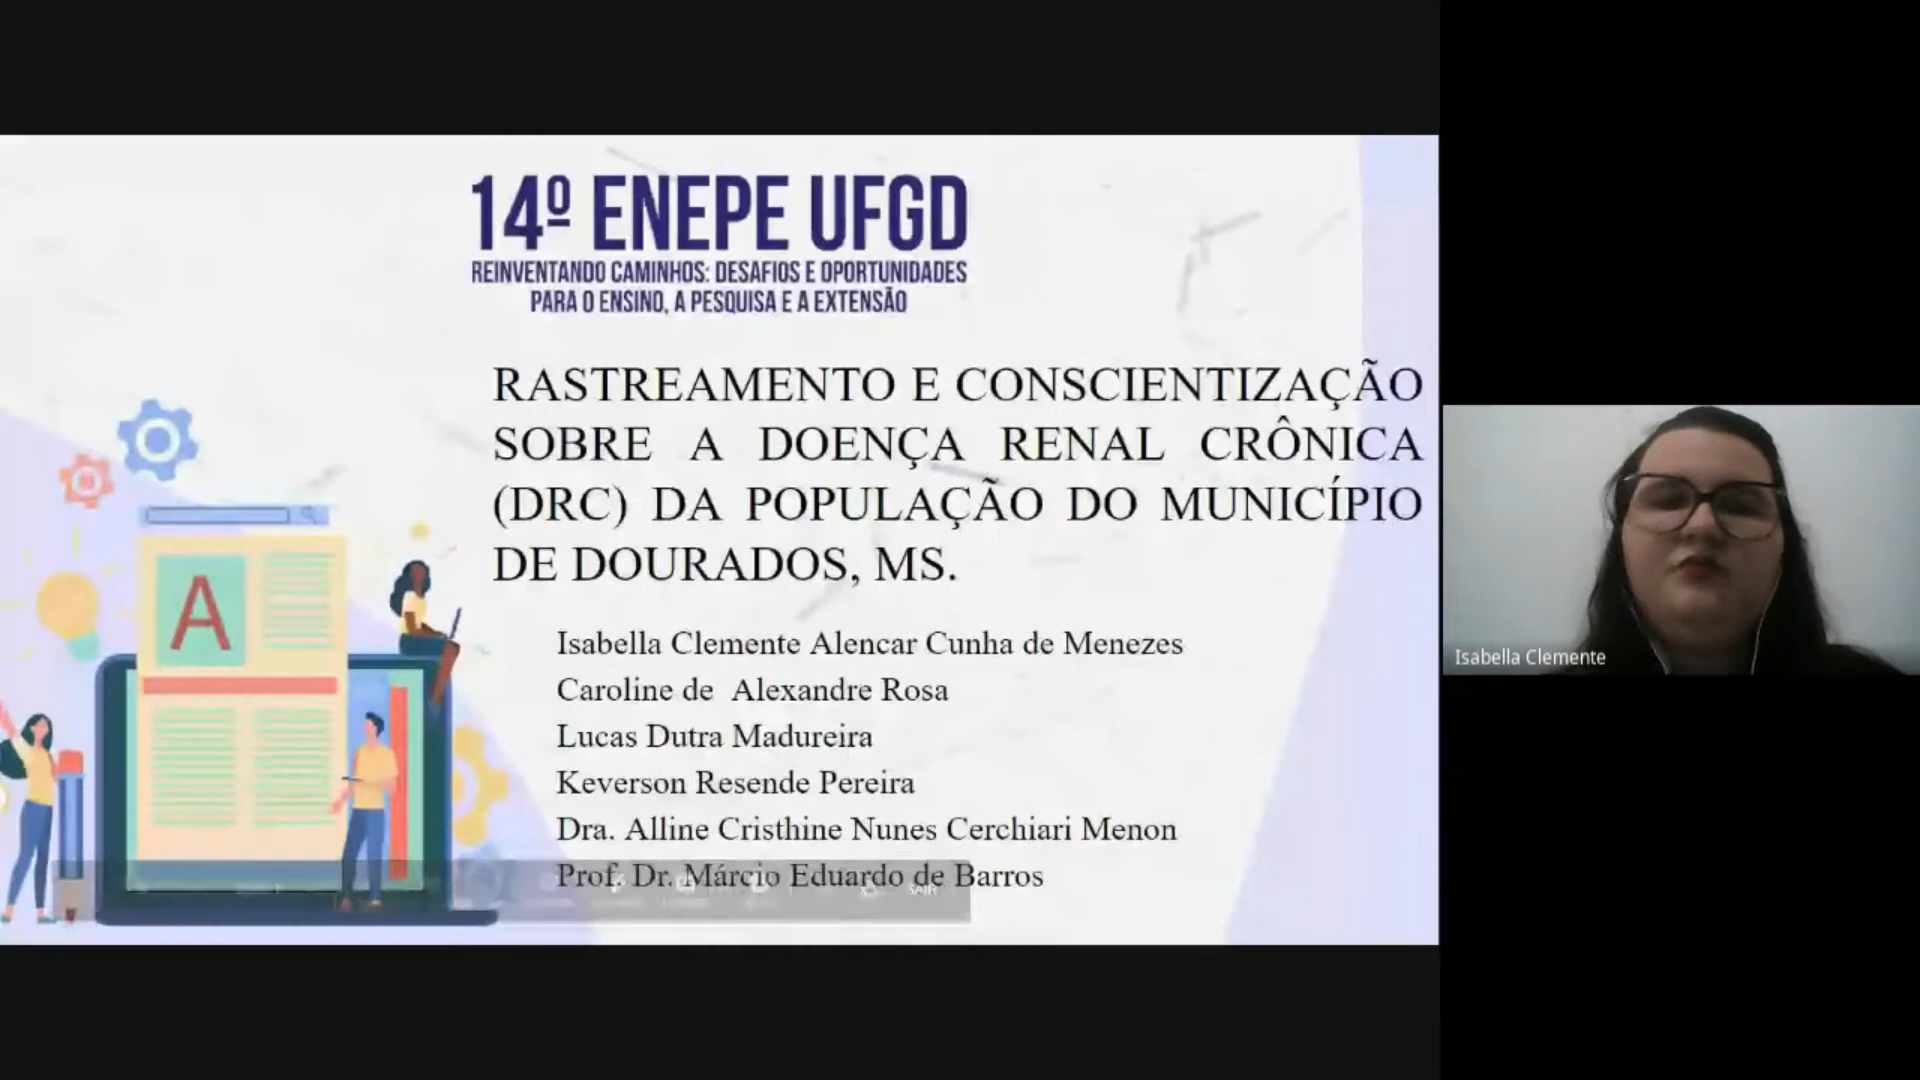 14º ENEPE UFGD
REINVENTANDO CAMINHOS: DESAFIOS E OPORTUNIDADES
PARA O ENSINO, A PESQUISA E A EXTENSÃO
RASTREAMENTO E CONSCIENTIZAÇÃO
SOBRE A DOENÇA RENAL CRÔNICA
(DRC) DA POPULAÇÃO DO MUNICÍPIO
DE DOURADOS, MS.
A
Isabella Clemente Alencar Cunha de Menezes
Caroline de Alexandre Rosa
Lucas Dutra Madureira
Keverson Resende Pereira
Dra. Alline Cristhine Nunes Cerchiari Menon
Prof. Dr. Márcio Eduardo de Barros
SAIR
Isabella Clemente